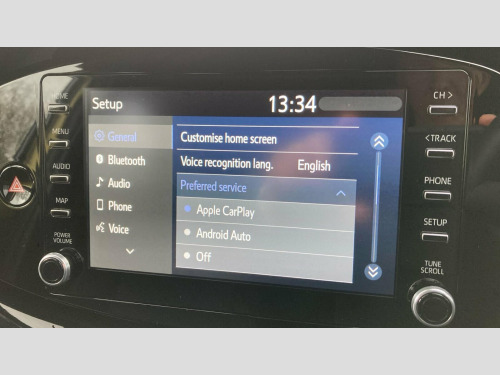 Setup
13:34
General
Customise home screen
Bluetooth
Voice recognition lang.
English
Audio
Preferred service
Phone
Apple CarPlay
Voice
Android Auto
Off
HOME
MENU
AUDIO
MAP
POWER
VOLUME
CH >
< TRACK
PHONE
SETUP
TUNE
SCROLL